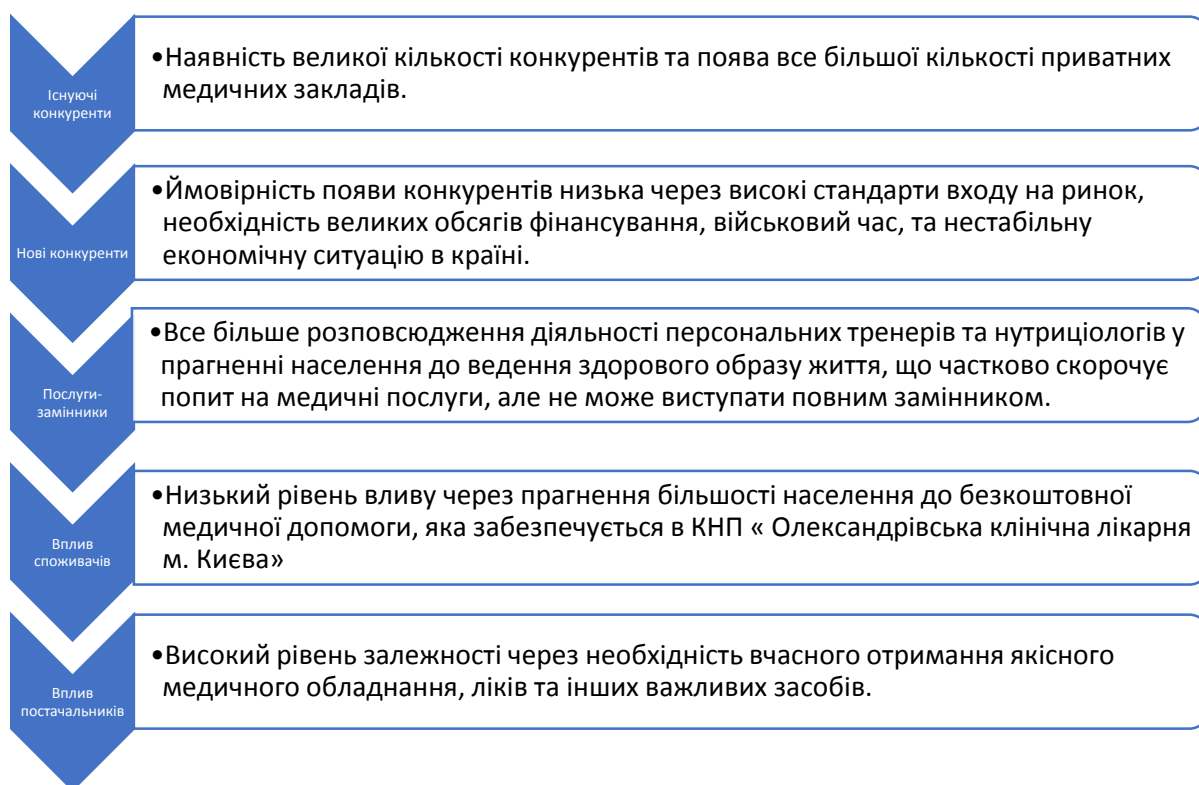 Існуючі
конкуренти
•Наявність великої кількості конкурентів та поява все більшої кількості приватних
медичних закладів.
Нові конкуренти
•Ймовірність появи конкурентів низька через високі стандарти входу на ринок,
необхідність великих обсягів фінансування, військовий час, та нестабільну
економічну ситуацію в країні.
Послуги-
замінники
•Все більше розповсюдження діяльності персональних тренерів та нутриціологів у
прагненні населення до ведення здорового образу життя, що частково скорочує
попит на медичні послуги, але не може виступати повним замінником.
Вплив
споживачів
•Низький рівень вливу через прагнення більшості населення до безкоштовної
медичної допомоги, яка забезпечується в КНП « Олександрівська клінічна лікарня
м. Києва»
Вплив
постачальників
•Високий рівень залежності через необхідність вчасного отримання якісного
медичного обладнання, ліків та інших важливих засобів.